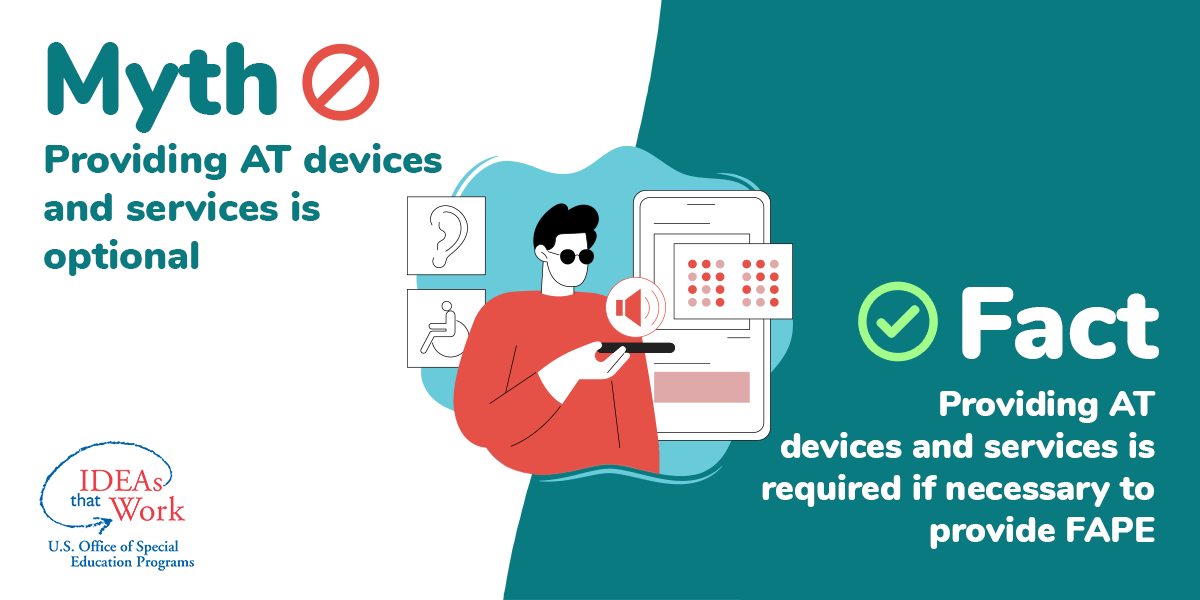 Myth
Providing AT devices
and services is
optional
Fact
Providing AT
devices and services is
required if necessary to
provide FAPE
IDEAs
that Work
U.S. Office of Special
Education Programs